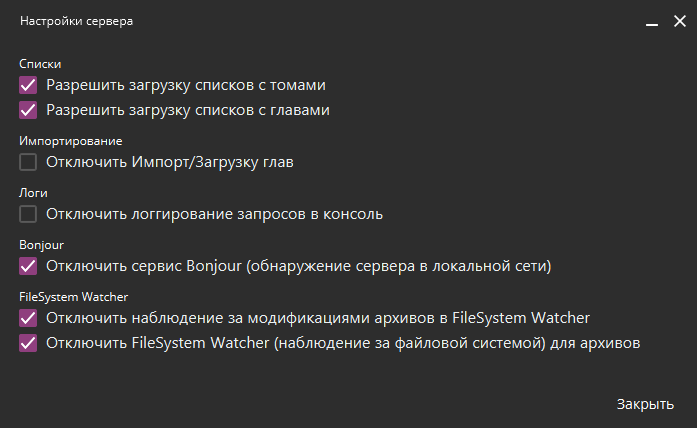 Настройки сервера
Списки
Разрешить загрузку списков с томами
Разрешить загрузку списков с главами
Импортирование
Отключить Импорт/Загрузку глав
Логи
Отключить логгирование запросов в консоль
Bonjour
Отключить сервис Bonjour (обнаружение сервера в локальной сети)
FileSystem Watcher
Отключить наблюдение за модификациями архивов в FileSystem Watcher
Отключить FileSystem Watcher (наблюдение за файловой системой) для архивов
Закрыть